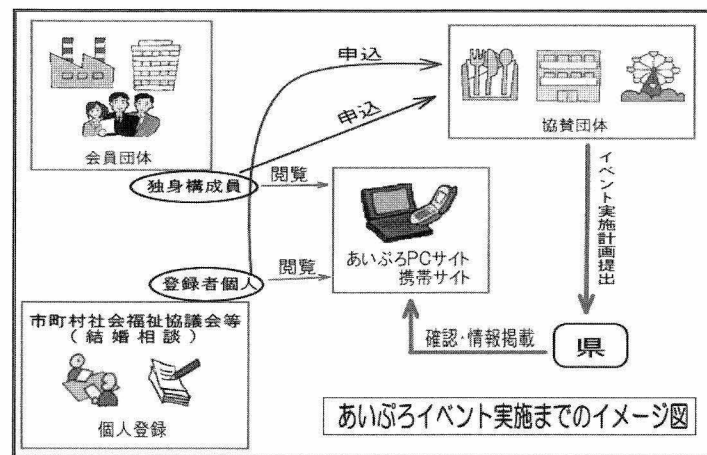 会員団体
独身構成員
申込
申込
協賛団体
閲覧
あいぷろPCサイト
携帯サイト
イベント実施計画提出
登録者個人
閲覧
市町村社会福祉協議会等
(結婚相談)
個人登録
確認・情報掲載
県
あいぷろイベント実施までのイメージ図